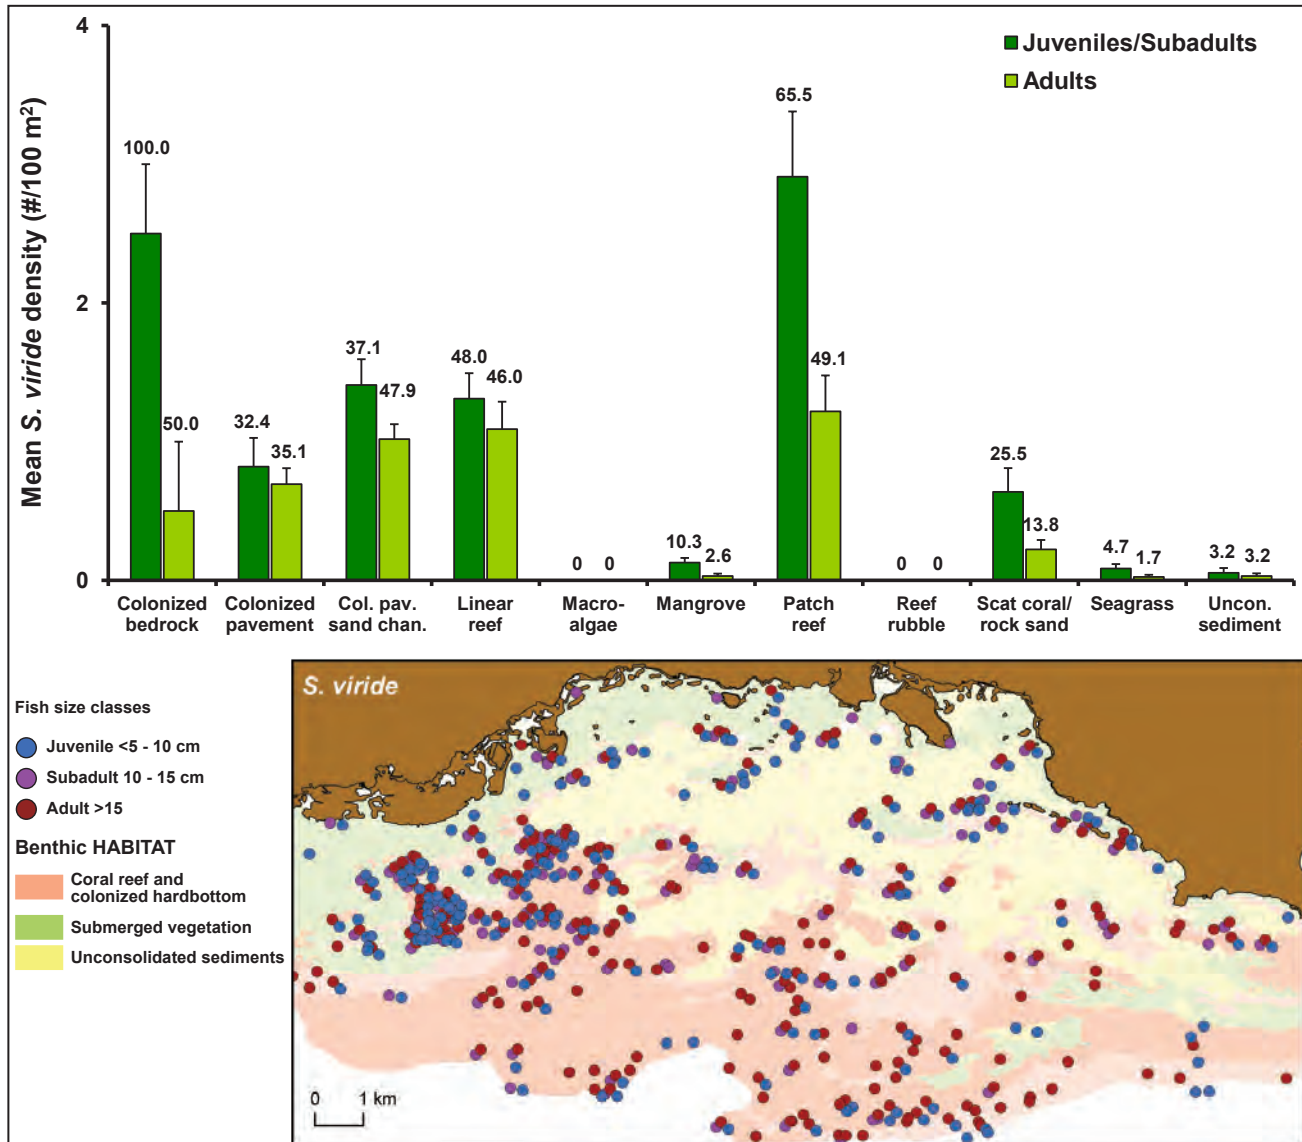 4
2
0
Mean S. viride density (#/100 m²)
Juveniles/Subadults
Adults
100.0
50.0
32.4
35.1
37.1
47.9
48.0
46.0
0
0
10.3
2.6
65.5
49.1
0
0
25.5
13.8
4.7
1.7
3.2
3.2
Colonized
bedrock
Colonized
pavement
Col. pav.
sand chan.
Linear
reef
Macro-
algae
Mangrove
Patch
reef
Reef
rubble
Scat coral/
rock sand
Seagrass
Uncon.
sediment
S. viride
Fish size classes
Juvenile <5 - 10 cm
Subadult 10 - 15 cm
Adult >15
Benthic HABITAT
Coral reef and
colonized hardbottom
Submerged vegetation
Unconsolidated sediments
0 1 km